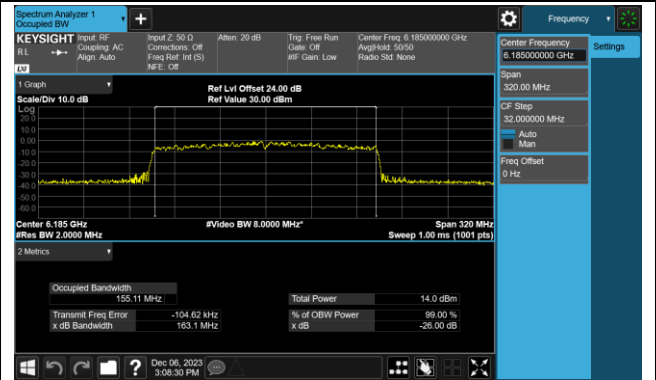 Spectrum Analyzer 1
Occupied BW
Frequency
KEYSIGHT
RL
Input: RF
Coupling: AC
Align: Auto
Input Z: 50 Ω
Corrections: Off
Freq Ref: Int (S)
NFE: Off
Atten: 20 dB
Trig: Free Run
Gate: Off
#IF Gain: Low
Center Freq: 6.185000000 GHz
Avg|Hold: 50/50
Radio Std: None
LXI
Center Frequency
6.185000000 GHz
Settings
Span
320.00 MHz
CF Step
32.000000 MHz
Auto
Man
Freq Offset
0 Hz
1 Graph
Scale/Div 10.0 dB
Ref Lvl Offset 24.00 dB
Ref Value 30.00 dBm
Log
20.0
10.0
0.00
-10.0
-20.0
-30.0
-40.0
-50.0
-60.0
Center 6.185 GHz
#Res BW 2.0000 MHz
#Video BW 8.0000 MHz*
Span 320 MHz
Sweep 1.00 ms (1001 pts)
2 Metrics
Occupied Bandwidth
155.11 MHz
Total Power 14.0 dBm
Transmit Freq Error -104.62 kHz
% of OBW Power 99.00 %
x dB Bandwidth 163.1 MHz
x dB -26.00 dB
?
Dec 06, 2023
3:08:30 PM